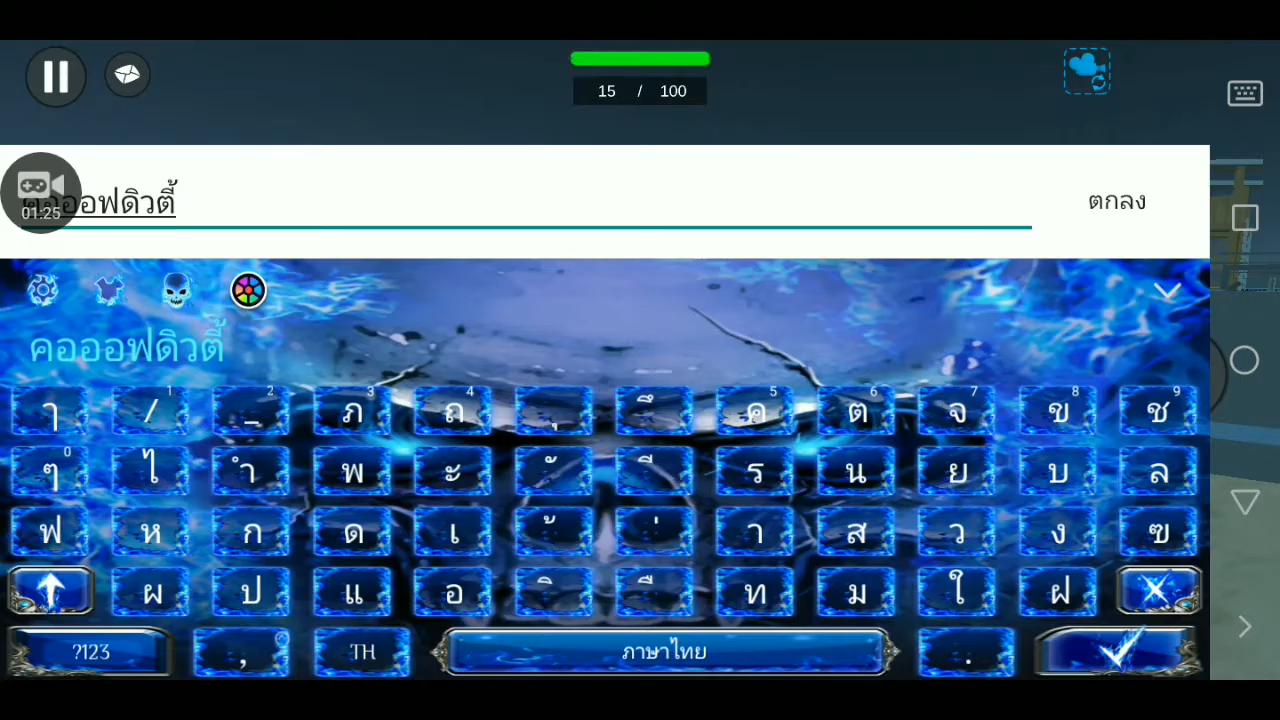 15 / 100
01:25
คอออฟดิวตี้
ตกลง
คอออฟดิวตี้
ๅ / 1 _ 2 ภ 3 ถ 4 ุ ึ ค 5 ต 6 จ 7 ข 8 ช 9
ๆ 0 ไ ำ พ ะ ั ี ร น ย บ ล
ฟ ห ก ด เ ้ ่ า ส ว ง ฃ
ผ ป แ อ ิ ื ท ม ใ ฝ
?123 , TH ภาษาไทย .